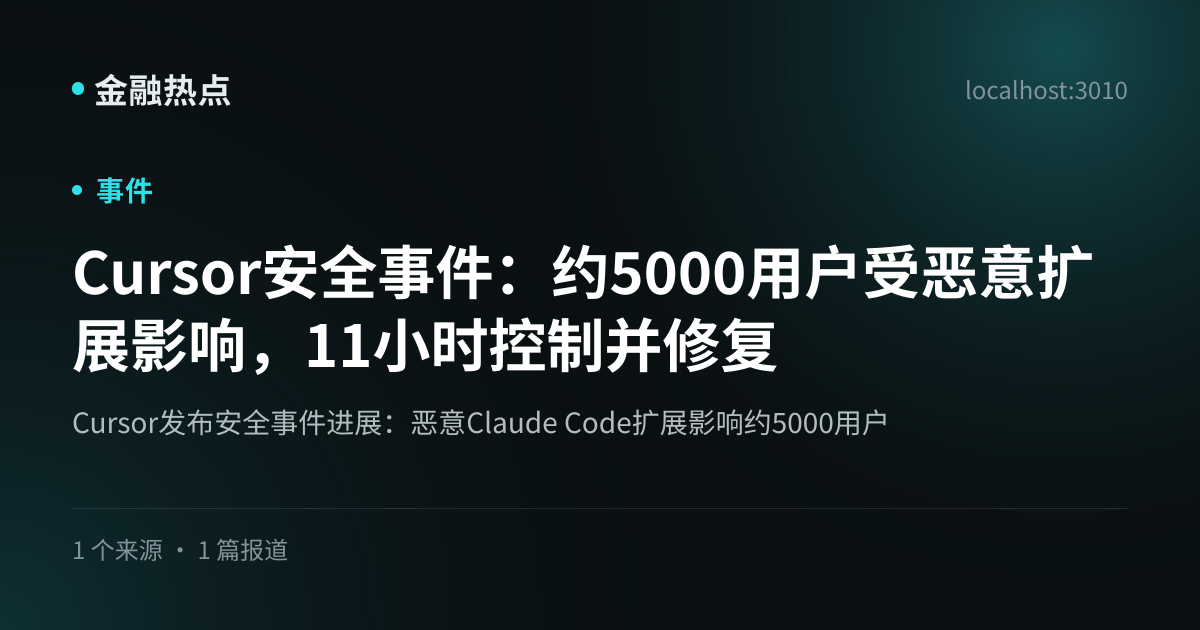 金融热点
localhost:3010
事件
Cursor安全事件：约5000用户受恶意扩
展影响，11小时控制并修复
Cursor发布安全事件进展：恶意Claude Code扩展影响约5000用户
1 个来源 · 1 篇报道